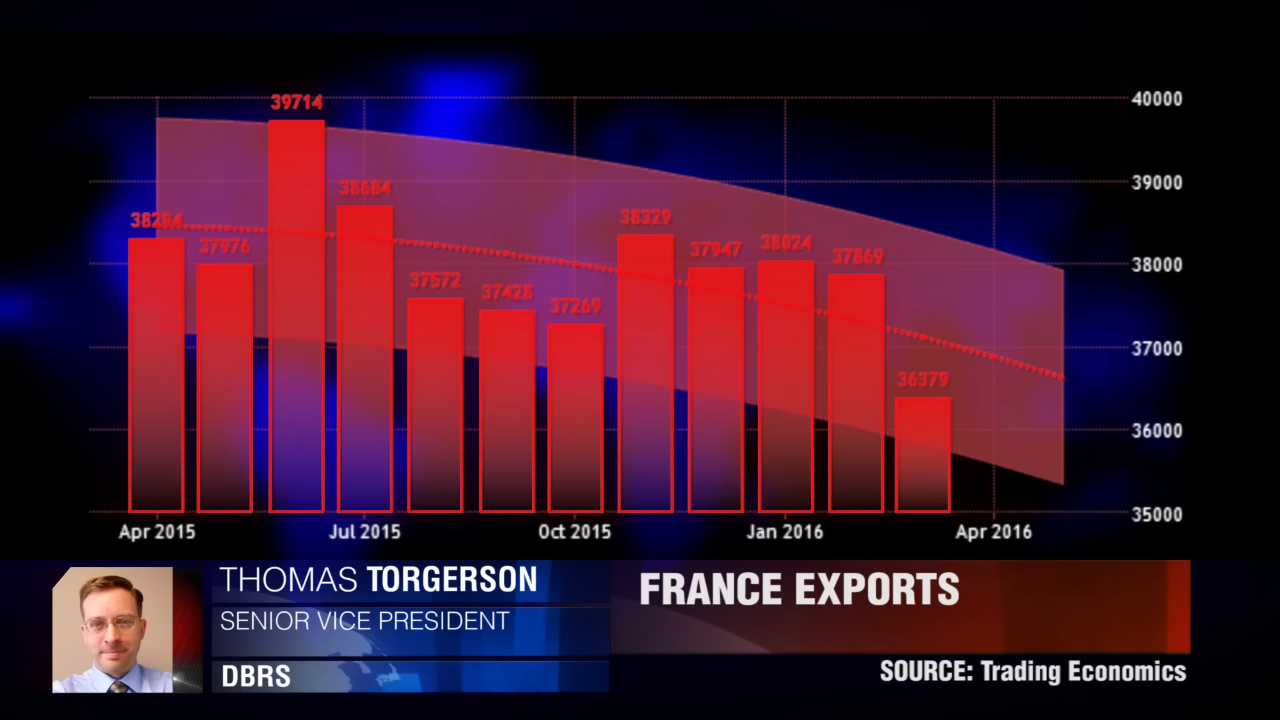 39714
40000
39000
38684
38294
38329
37976
37947
38024
37869
38000
37572
37428
37269
37000
36379
36000
35000
Apr 2015
Jul 2015
Oct 2015
Jan 2016
Apr 2016
THOMAS TORGERSON
SENIOR VICE PRESIDENT
DBRS
FRANCE EXPORTS
SOURCE: Trading Economics